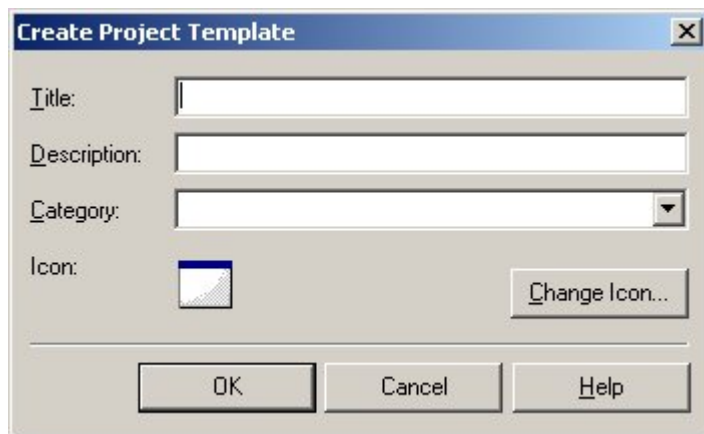 Create Project Template
Title:
Description:
Category:
Icon:
Change Icon...
OK Cancel Help